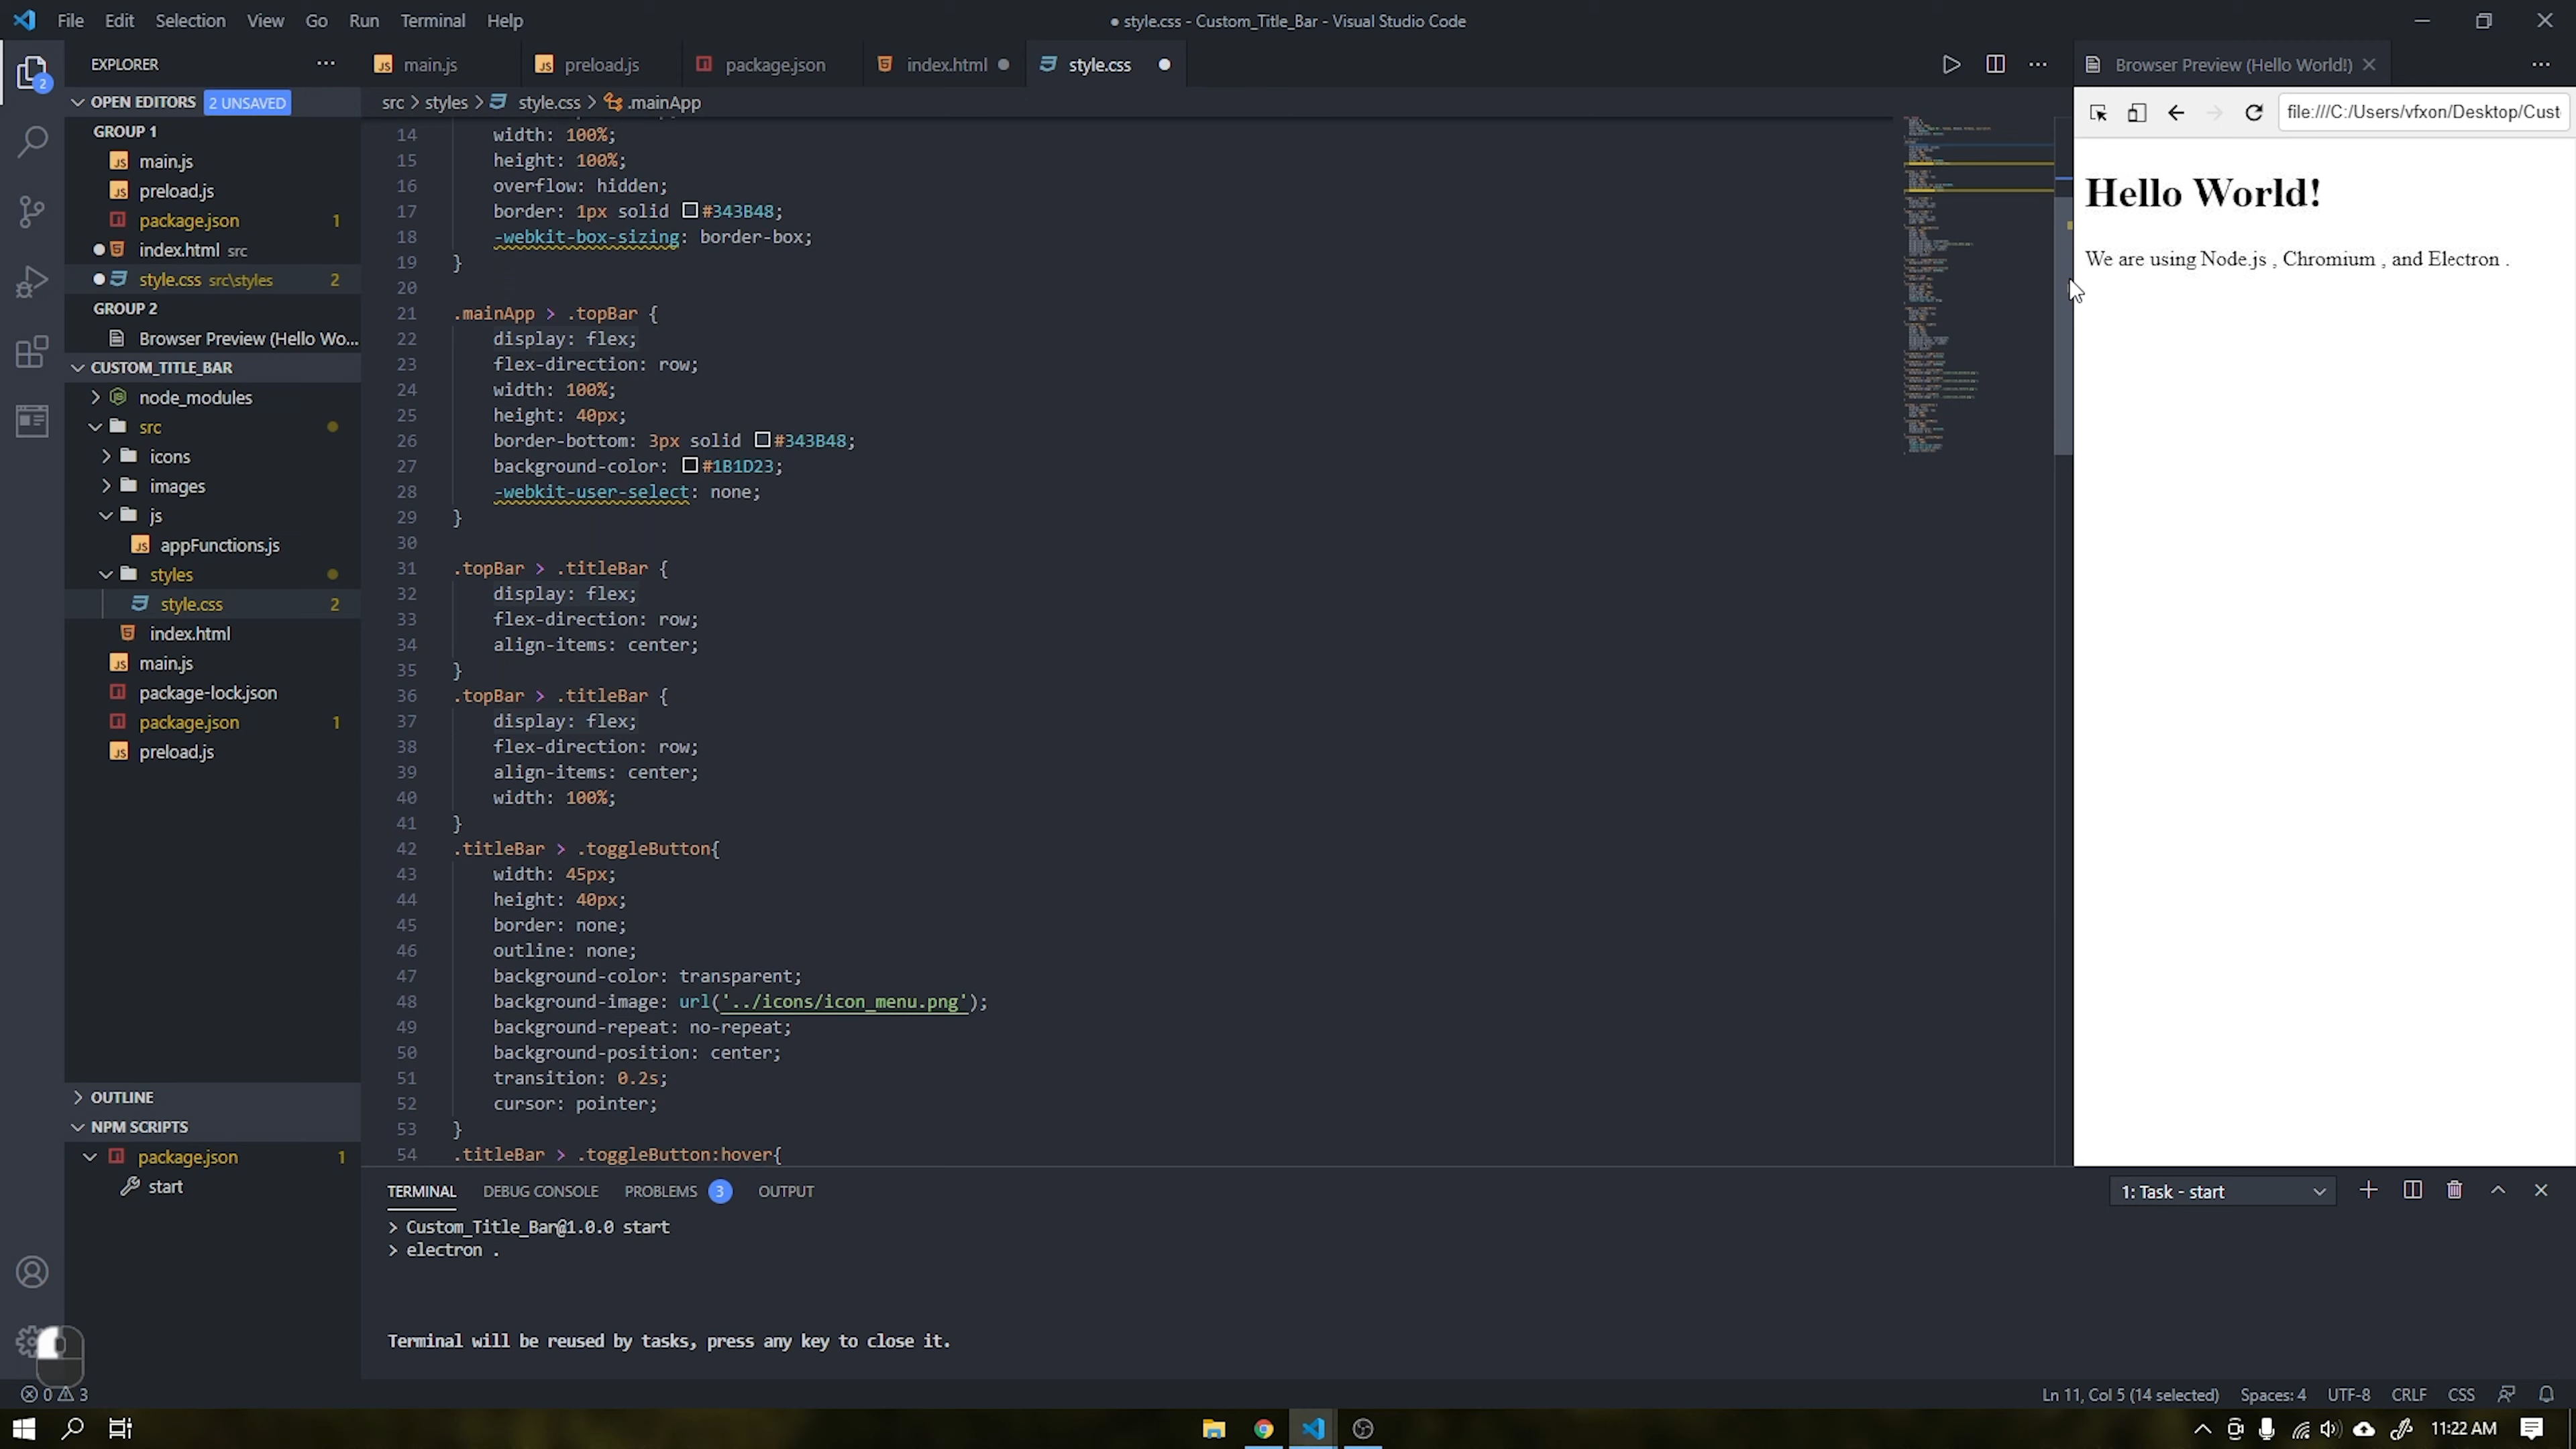 File Edit Selection View Go Run Terminal Help
● style.css - Custom_Title_Bar - Visual Studio Code
EXPLORER
main.js
preload.js
package.json
index.html
style.css
Browser Preview (Hello World!)
OPEN EDITORS 2 UNSAVED
GROUP 1
main.js
preload.js
package.json 1
index.html src
style.css src\styles 2
GROUP 2
Browser Preview (Hello Wo...
CUSTOM_TITLE_BAR
node_modules
src
icons
images
js
appFunctions.js
styles
style.css 2
index.html
main.js
package-lock.json
package.json 1
preload.js
OUTLINE
NPM SCRIPTS
package.json 1
start
2
src > styles > style.css > .mainApp
14 width: 100%;
15 height: 100%;
16 overflow: hidden;
17 border: 1px solid #343B48;
18 -webkit-box-sizing: border-box;
19 }
20
21 .mainApp > .topBar {
22 display: flex;
23 flex-direction: row;
24 width: 100%;
25 height: 40px;
26 border-bottom: 3px solid #343B48;
27 background-color: #1B1D23;
28 -webkit-user-select: none;
29 }
30
31 .topBar > .titleBar {
32 display: flex;
33 flex-direction: row;
34 align-items: center;
35 }
36 .topBar > .titleBar {
37 display: flex;
38 flex-direction: row;
39 align-items: center;
40 width: 100%;
41 }
42 .titleBar > .toggleButton{
43 width: 45px;
44 height: 40px;
45 border: none;
46 outline: none;
47 background-color: transparent;
48 background-image: url('../icons/icon_menu.png');
49 background-repeat: no-repeat;
50 background-position: center;
51 transition: 0.2s;
52 cursor: pointer;
53 }
54 .titleBar > .toggleButton:hover{
file:///C:/Users/vfxon/Desktop/Cust
Hello World!
We are using Node.js , Chromium , and Electron .
TERMINAL DEBUG CONSOLE PROBLEMS 3 OUTPUT
1: Task - start
> Custom_Title_Bar@1.0.0 start
> electron .
Terminal will be reused by tasks, press any key to close it.
0 3
Ln 11, Col 5 (14 selected) Spaces: 4 UTF-8 CRLF CSS
11:22 AM